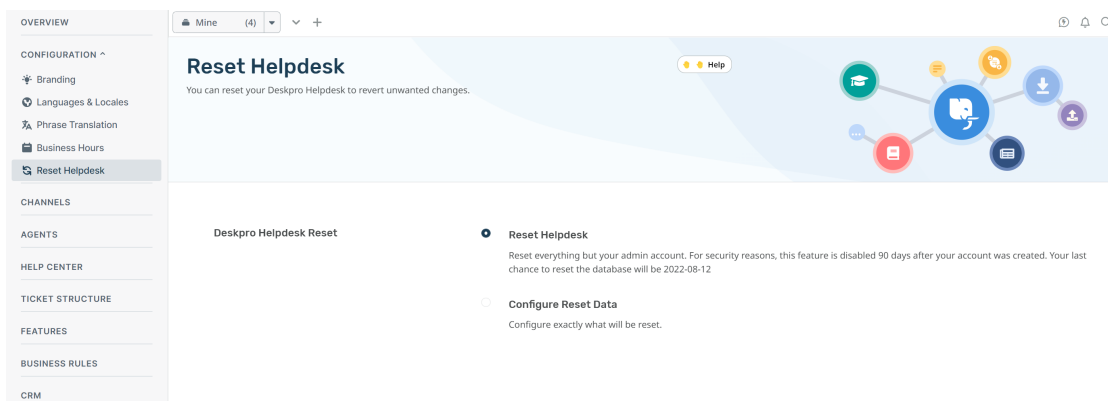 OVERVIEW
CONFIGURATION
Branding
Languages & Locales
Phrase Translation
Business Hours
Reset Helpdesk
CHANNELS
AGENTS
HELP CENTER
TICKET STRUCTURE
FEATURES
BUSINESS RULES
CRM
Mine (4)
Reset Helpdesk
Help
You can reset your Deskpro Helpdesk to revert unwanted changes.
Deskpro Helpdesk Reset
Reset Helpdesk
Reset everything but your admin account. For security reasons, this feature is disabled 90 days after your account was created. Your last
chance to reset the database will be 2022-08-12
Configure Reset Data
Configure exactly what will be reset.